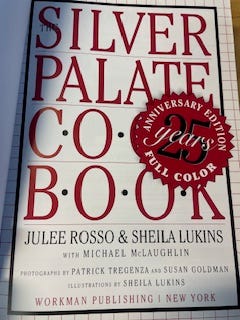 THE
SILVER
PALATE
C·O·O·K
B·O·O·K
ANNIVERSARY EDITION
25
years
FULL COLOR
JULEE ROSSO & SHEILA LUKINS
WITH MICHAEL McLAUGHLIN
PHOTOGRAPHS BY PATRICK TREGENZA AND SUSAN GOLDMAN
ILLUSTRATIONS BY SHEILA LUKINS
WORKMAN PUBLISHING | NEW YORK